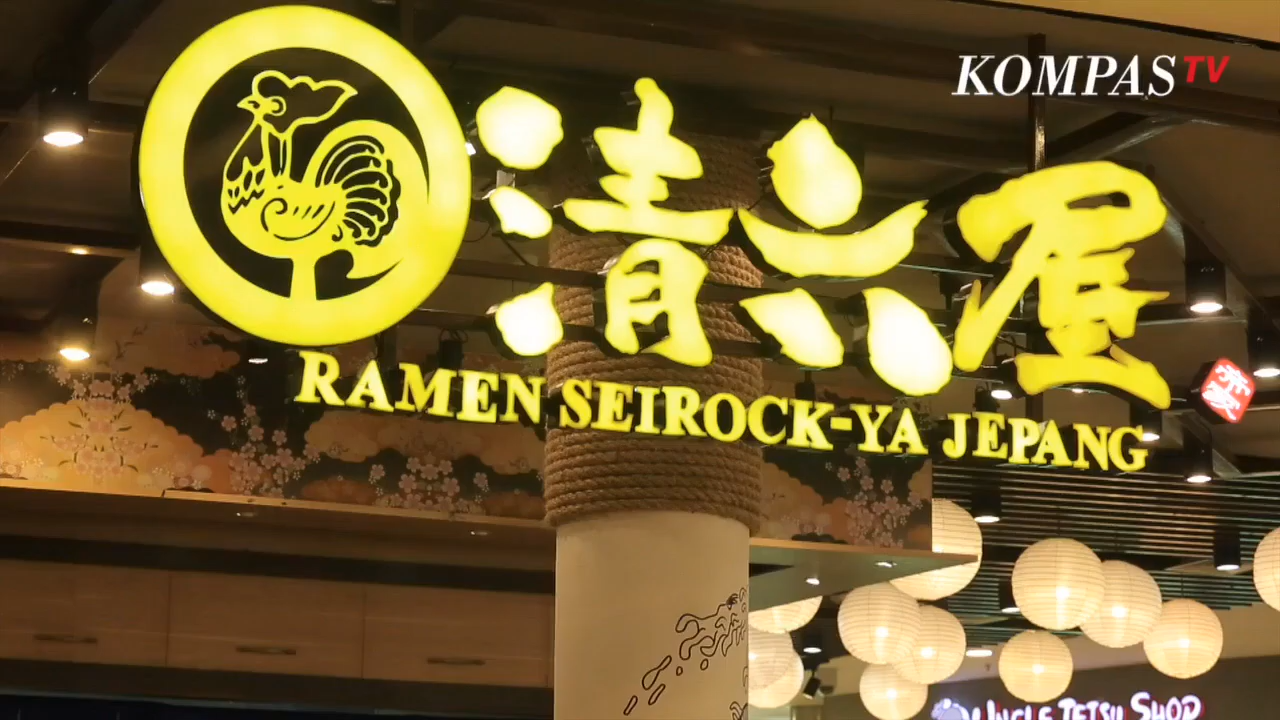 KOMPASTV
清六屋
RAMEN SEIROCK-YA JEPANG
UNCLE TETSU SHOP